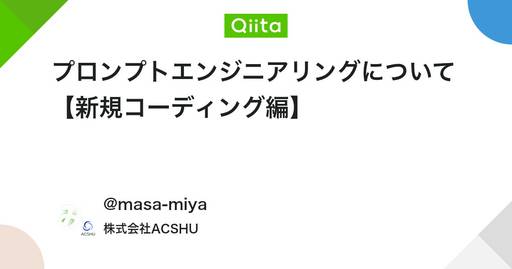 Qiita
プロンプトエンジニアリングについて
【新規コーディング編】
@masa-miya
ACSHU
株式会社ACSHU